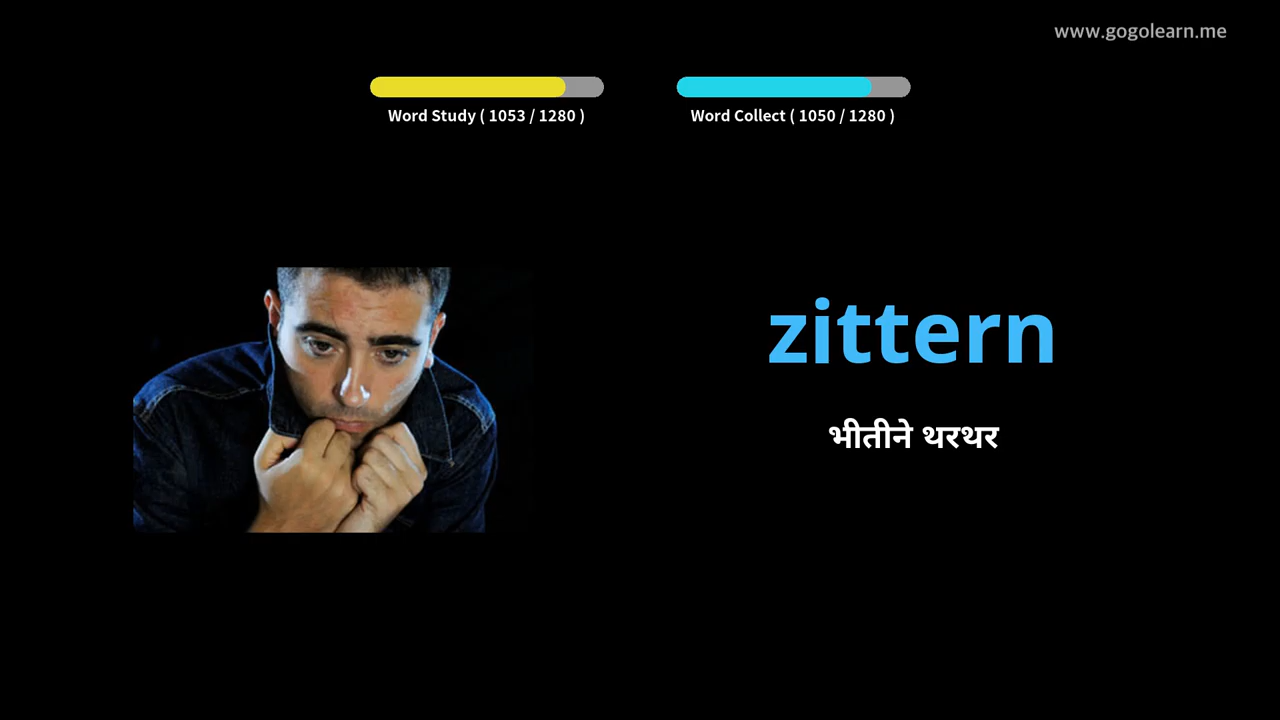 www.gogolearn.me
Word Study ( 1053 / 1280 )
Word Collect ( 1050 / 1280 )
zittern
भीतीने थरथर